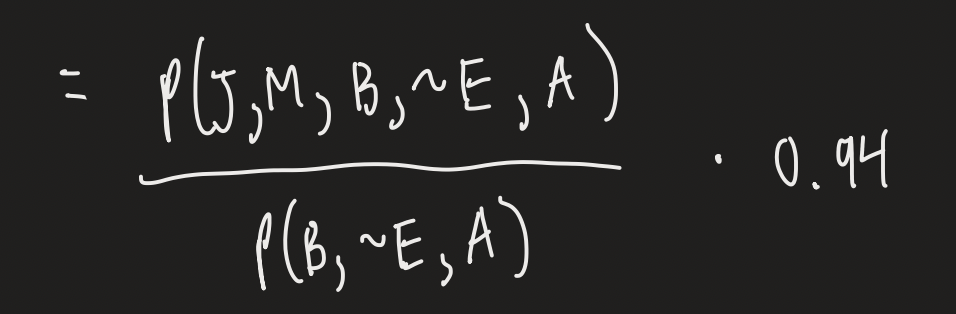 = P(J,M,B,~E,A)
· 0.94
P(B,~E,A)